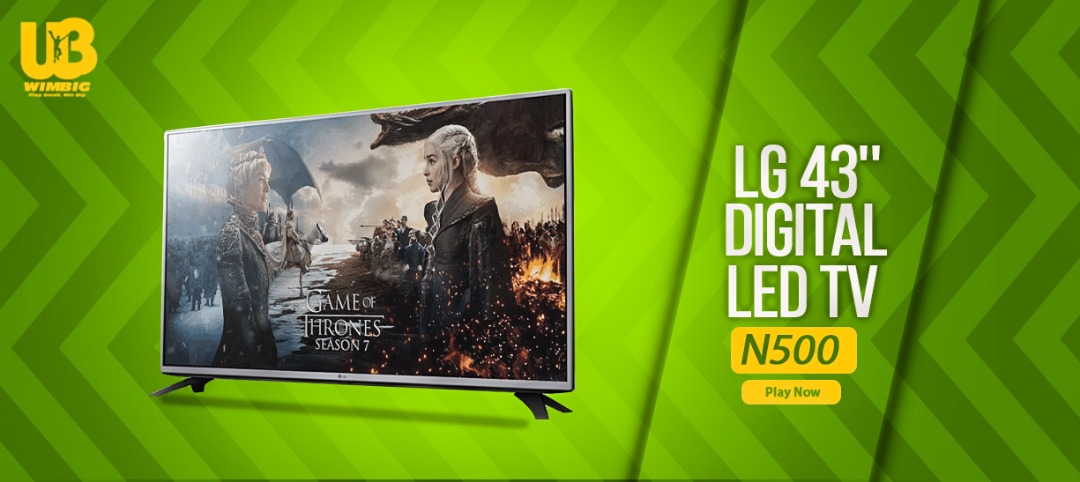 WIMBIG
Play Small, Win Big
GAME OF
THRONES
SEASON 7
LG
LG 43"
DIGITAL
LED TV
N500
Play Now